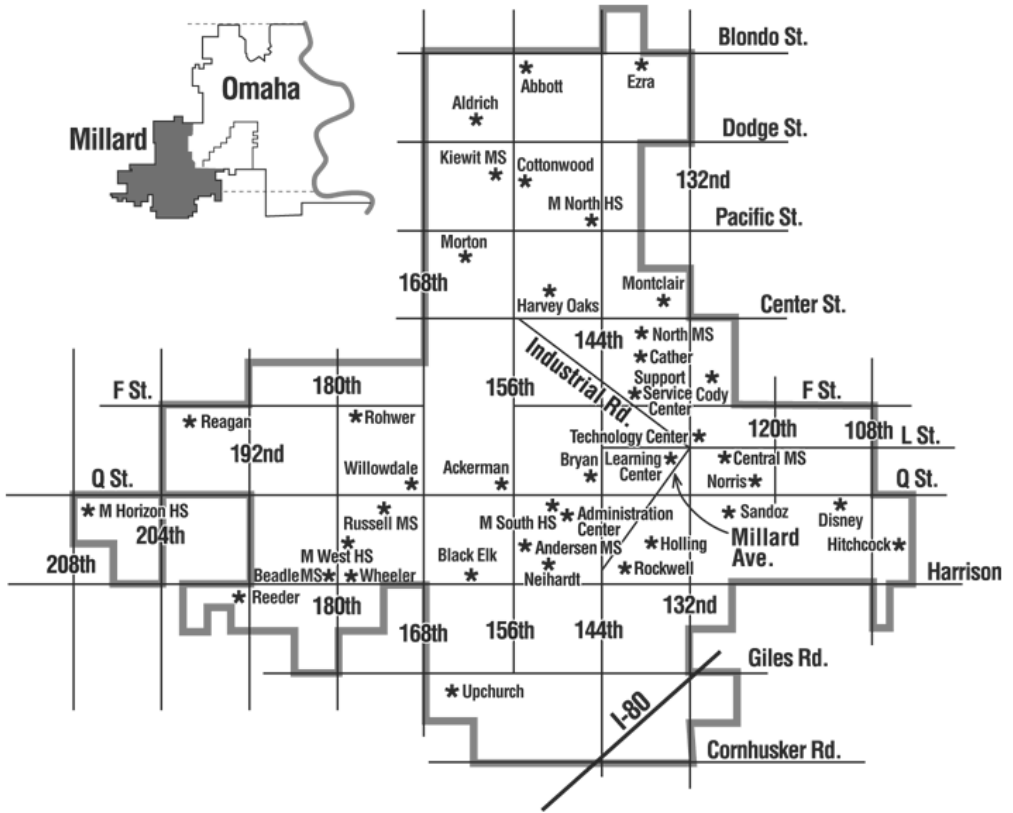 Blondo St.
Omaha
Abbott
Ezra
Aldrich
Millard
Dodge St.
Kiewit MS
Cottonwood
132nd
M North HS
Pacific St.
Morton
168th
Montclair
Harvey Oaks
Center St.
144th
North MS
Industrial Rd.
Cather
180th
156th
Support
Service
Center
Cody
F St.
F St.
Reagan
Rohwer
120th
108th
L St.
192nd
Technology Center
Willowdale
Ackerman
Bryan
Learning
Center
Central MS
Q St.
Norris
Q St.
M Horizon HS
Russell MS
M South HS
Administration
Center
Sandoz
Disney
204th
Millard
Ave.
M West HS
Black Elk
Andersen MS
Holling
Hitchcock
208th
Beadle MS
Wheeler
Neihardt
Rockwell
Harrison
Reeder
180th
132nd
168th
156th
144th
Giles Rd.
Upchurch
I-80
Cornhusker Rd.